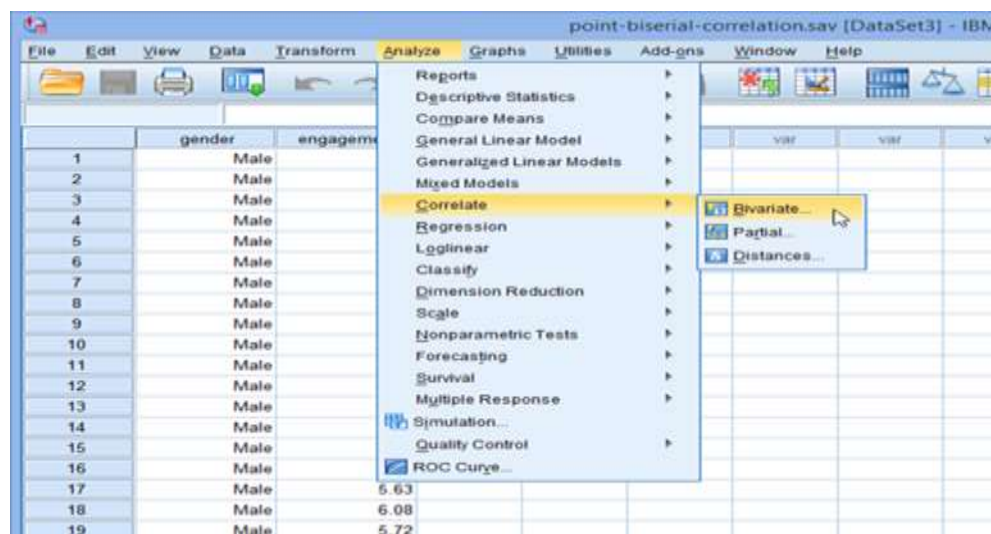 point-biserial-correlation.sav [DataSet3] - IBM
File Edit View Data Transform Analyze Graphs Utilities Add-ons Window Help
Reports
Descriptive Statistics
Compare Means
General Linear Model
Generalized Linear Models
Mixed Models
Correlate
Regression
Loglinear
Classify
Dimension Reduction
Scale
Nonparametric Tests
Forecasting
Survival
Multiple Response
Simulation...
Quality Control
ROC Curve...
Bivariate...
Partial...
Distances...
gender engageme var var v
1 Male
2 Male
3 Male
4 Male
5 Male
6 Male
7 Male
8 Male
9 Male
10 Male
11 Male
12 Male
13 Male
14 Male
15 Male
16 Male
17 Male 5.63
18 Male 6.08
19 Male 5.72